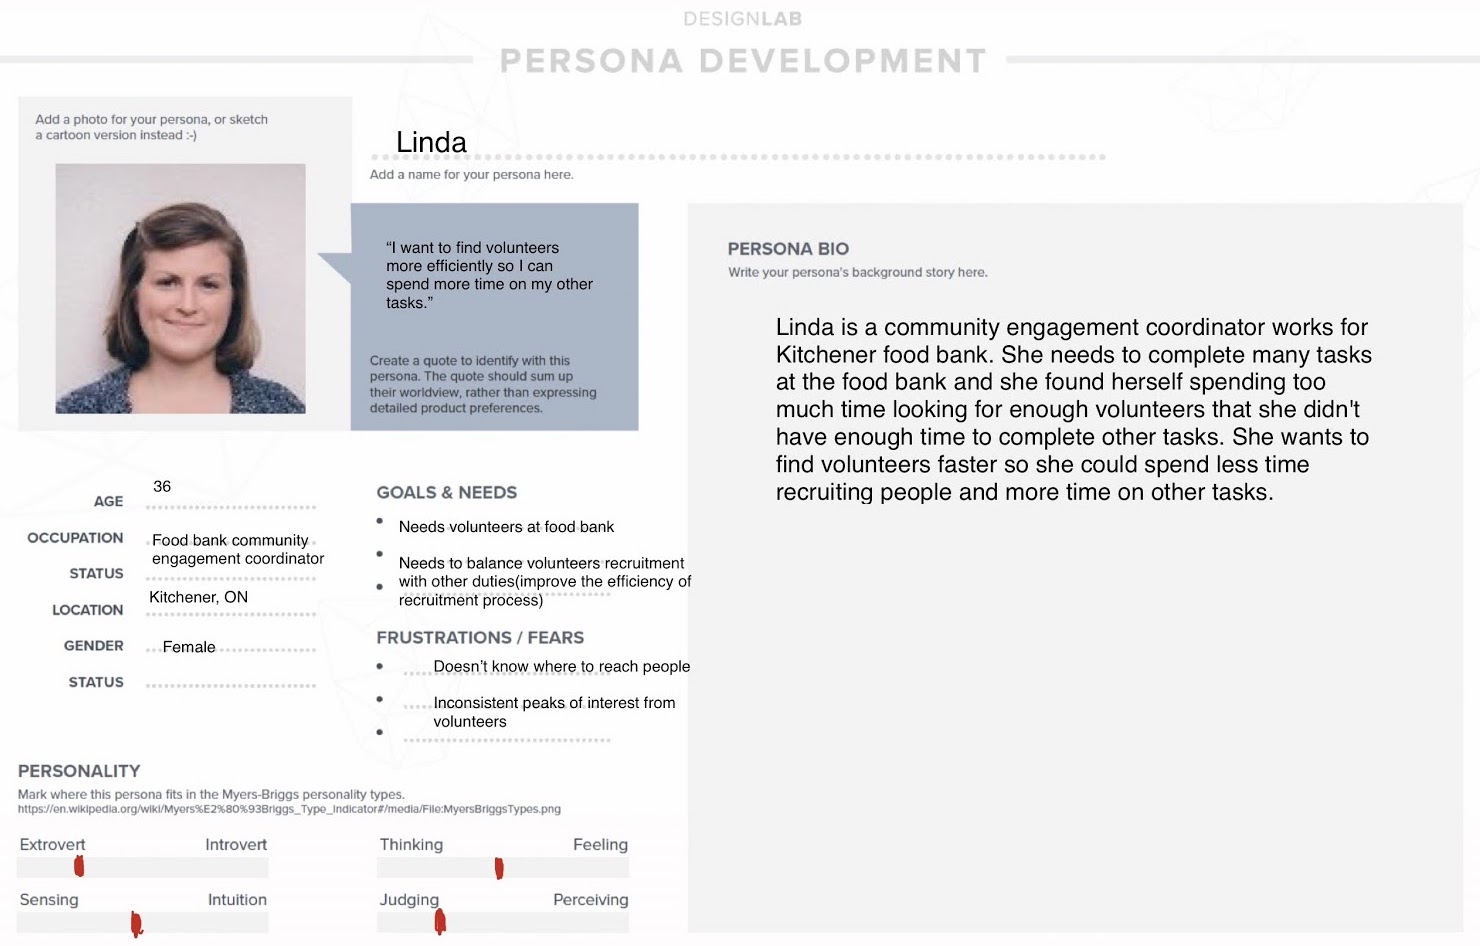 DESIGNLAB
PERSONA DEVELOPMENT
Add a photo for your persona, or sketch
a cartoon version instead :-)
Linda
Add a name for your persona here.
“I want to find volunteers
more efficiently so I can
spend more time on my other
tasks.”
Create a quote to identify with this
persona. The quote should sum up
their worldview, rather than expressing
detailed product preferences.
PERSONA BIO
Write your persona's background story here.
Linda is a community engagement coordinator works for
Kitchener food bank. She needs to complete many tasks
at the food bank and she found herself spending too
much time looking for enough volunteers that she didn't
have enough time to complete other tasks. She wants to
find volunteers faster so she could spend less time
recruiting people and more time on other tasks.
AGE
36
OCCUPATION
Food bank community
engagement coordinator
STATUS
LOCATION
Kitchener, ON
GENDER
Female
STATUS
GOALS & NEEDS
Needs volunteers at food bank
Needs to balance volunteers recruitment
with other duties(improve the efficiency of
recruitment process)
FRUSTRATIONS / FEARS
Doesn’t know where to reach people
Inconsistent peaks of interest from
volunteers
PERSONALITY
Mark where this persona fits in the Myers-Briggs personality types.
https://en.wikipedia.org/wiki/Myers%E2%80%93Briggs_Type_Indicator#/media/File:MyersBriggsTypes.png
Extrovert Introvert
Thinking Feeling
Sensing Intuition
Judging Perceiving